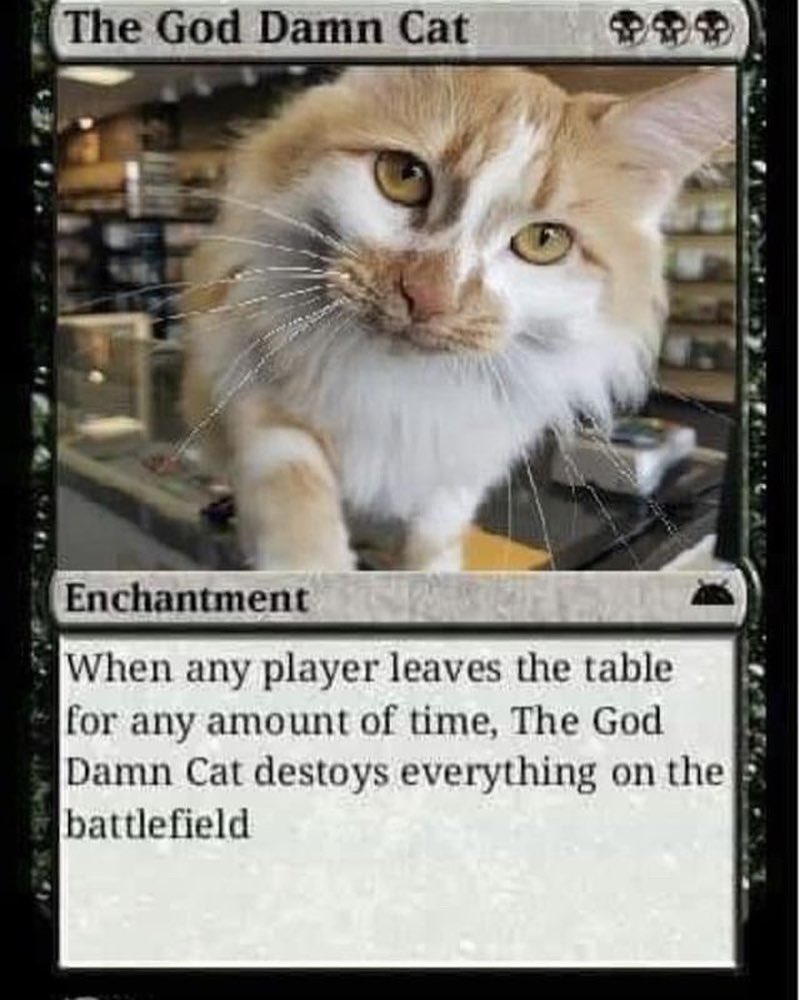 The God Damn Cat
Enchantment
When any player leaves the table
for any amount of time, The God
Damn Cat destoys everything on the
battlefield